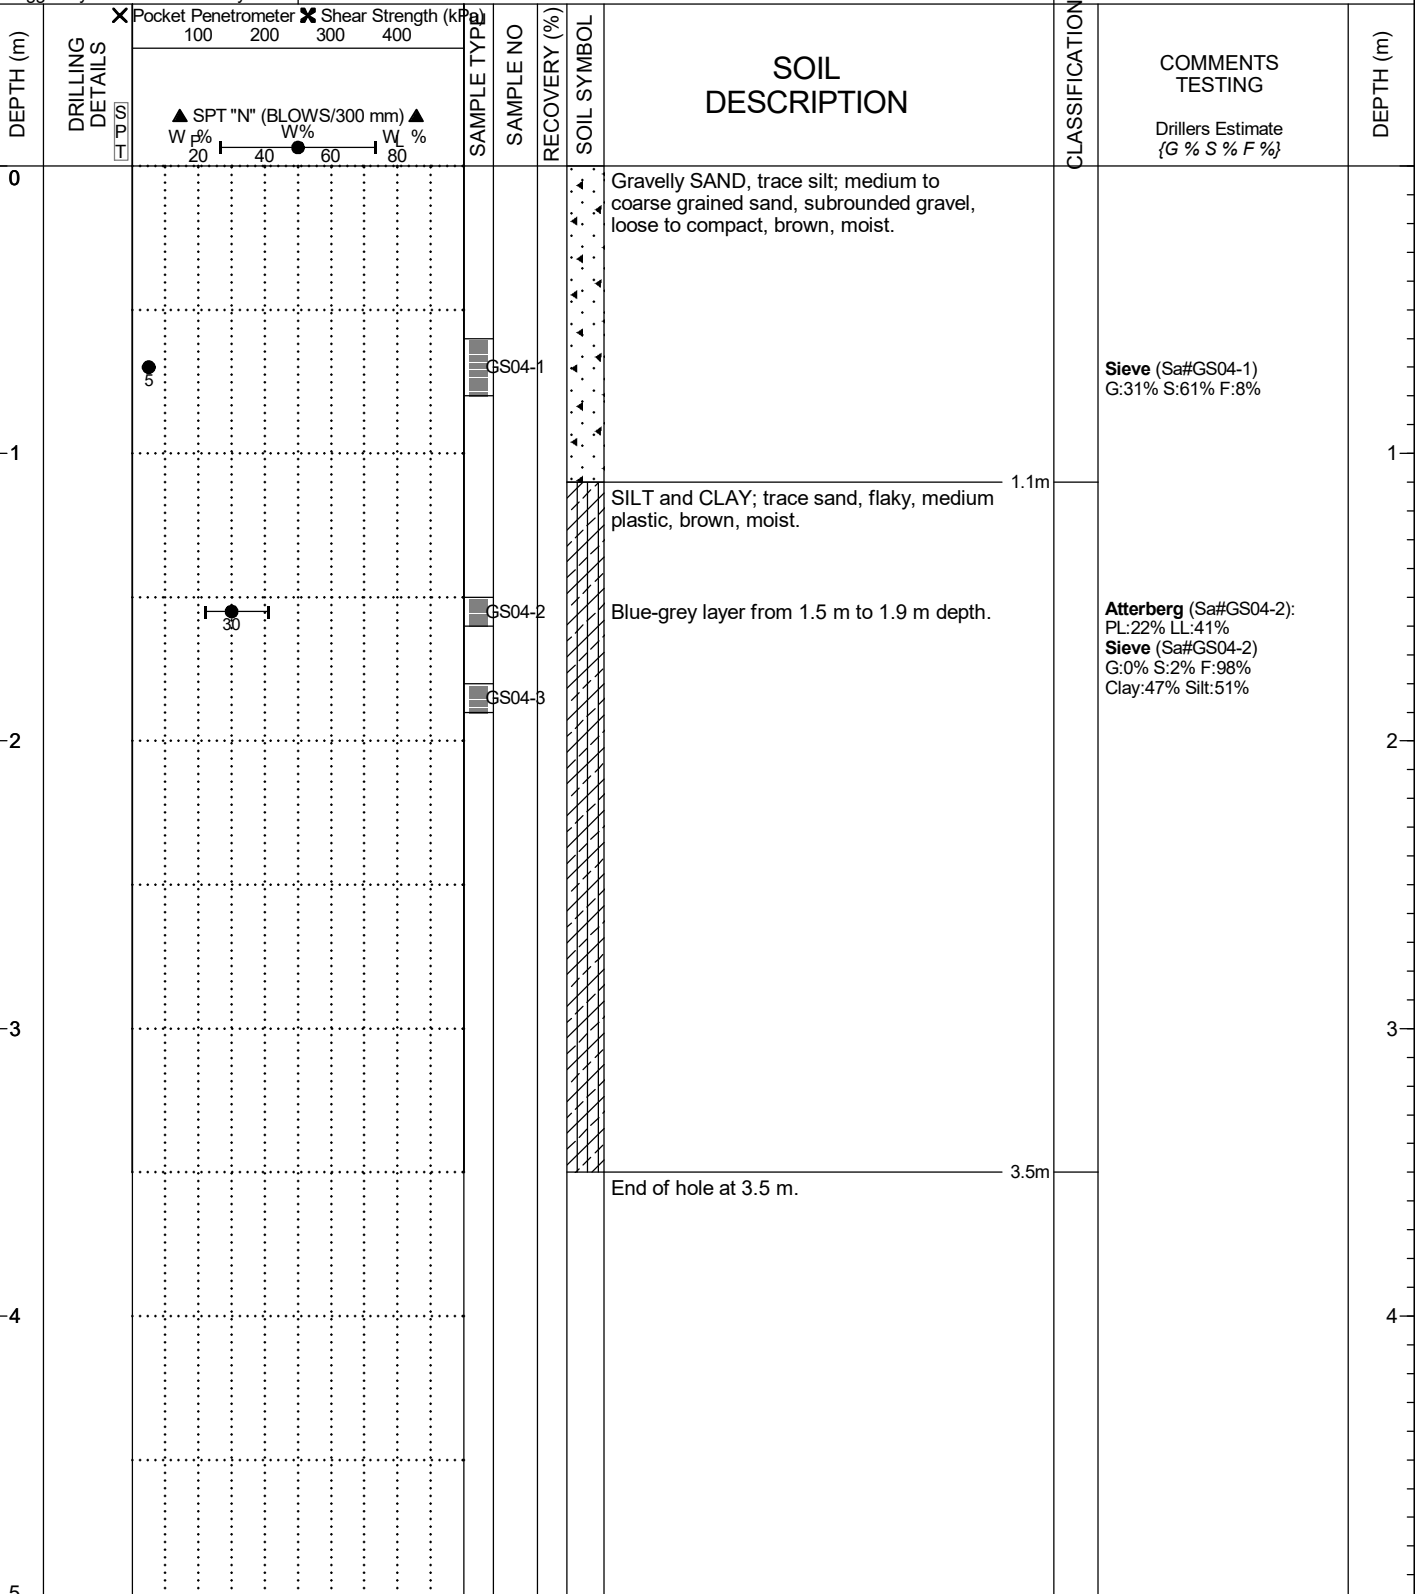 Pocket Penetrometer Shear Strength (kPa)
100 200 300 400
DEPTH (m)
DRILLING
DETAILS
SPT
▲ SPT "N" (BLOWS/300 mm) ▲
W P % W% W L %
20 40 60 80
SAMPLE TYPE
SAMPLE NO
RECOVERY (%)
SOIL SYMBOL
SOIL
DESCRIPTION
CLASSIFICATION
COMMENTS
TESTING
Drillers Estimate
{G % S % F %}
DEPTH (m)
0
Gravelly SAND, trace silt; medium to
coarse grained sand, subrounded gravel,
loose to compact, brown, moist.
5
GS04-1
Sieve (Sa#GS04-1)
G:31% S:61% F:8%
1 1
1.1m
SILT and CLAY; trace sand, flaky, medium
plastic, brown, moist.
30
GS04-2
Blue-grey layer from 1.5 m to 1.9 m depth.
Atterberg (Sa#GS04-2):
PL:22% LL:41%
Sieve (Sa#GS04-2)
G:0% S:2% F:98%
Clay:47% Silt:51%
GS04-3
2 2
3 3
3.5m
End of hole at 3.5 m.
4 4
5